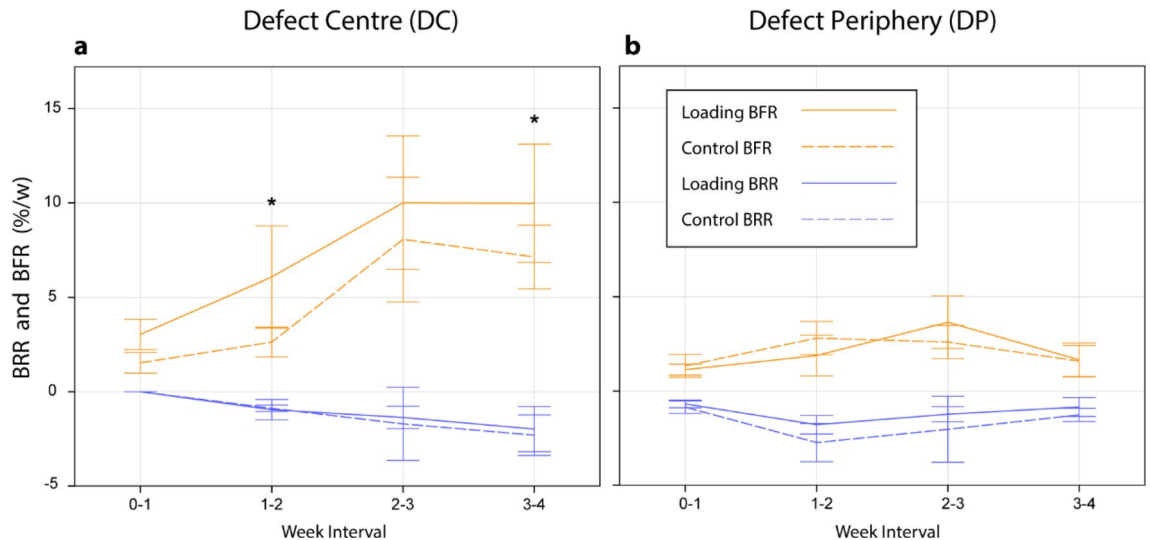 Defect Centre (DC)
Defect Periphery (DP)
a
b
BRR and BFR (%/w)
15
10
5
0
-5
*
*
Loading BFR
Control BFR
Loading BRR
Control BRR
0-1
1-2
2-3
3-4
Week Interval
0-1
1-2
2-3
3-4
Week Interval